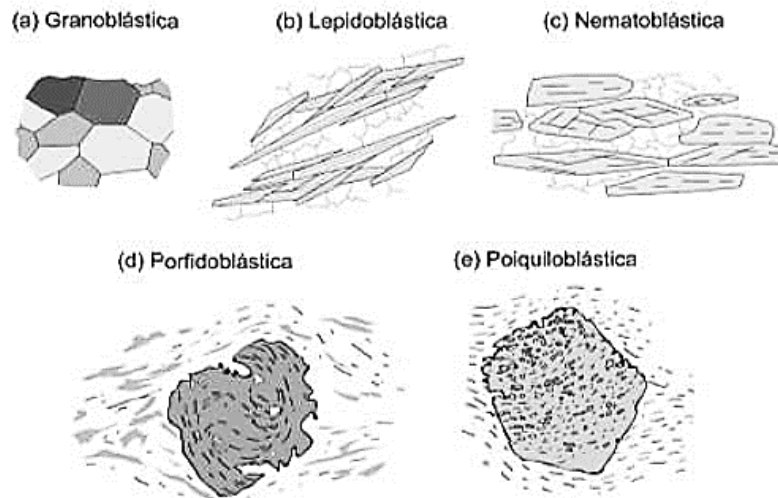 (a) Granoblástica
(b) Lepidoblástica
(c) Nematoblástica
(d) Porfidoblástica
(e) Poiquiloblástica